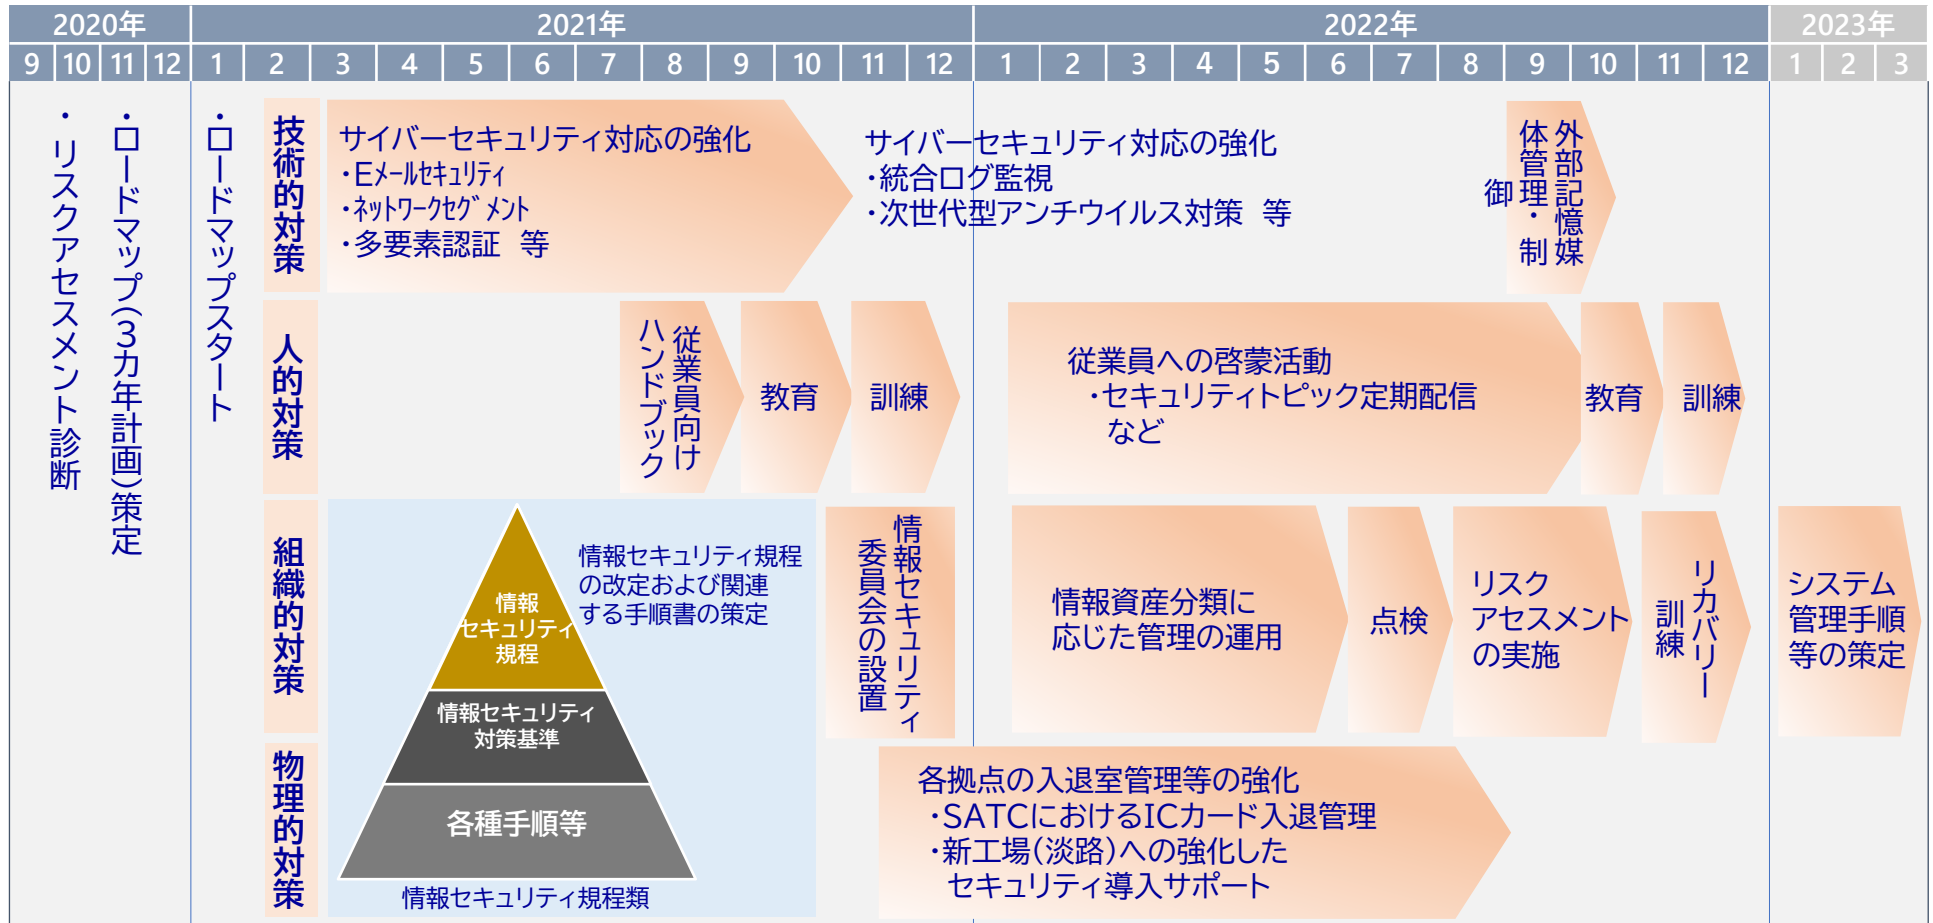 2020年
2021年
2022年
2023年
9 10 11 12 1 2 3 4 5 6 7 8 9 10 11 12 1 2 3 4 5 6 7 8 9 10 11 12 1 2 3
・リスクアセスメント診断
・ロードマップ(3カ年計画)策定
・ロードマップスタート
技術的対策
サイバーセキュリティ対応の強化
・Eメールセキュリティ
・ネットワークセグメント
・多要素認証 等
サイバーセキュリティ対応の強化
・統合ログ監視
・次世代型アンチウイルス対策 等
外部記憶媒
体管理・制
御
人的対策
従業員向け
ハンドブック
教育
訓練
従業員への啓蒙活動
・セキュリティトピック定期配信
など
教育
訓練
組織的対策
情報
セキュリティ
規程
情報セキュリティ
対策基準
各種手順等
情報セキュリティ規程類
情報セキュリティ規程
の改定および関連
する手順書の策定
情報セキュリティ
委員会の設置
情報資産分類に
応じた管理の運用
点検
リスク
アセスメント
の実施
リカバリー
訓練
システム
管理手順
等の策定
物理的対策
各拠点の入退室管理等の強化
・SATCにおけるICカード入退管理
・新工場(淡路)への強化した
セキュリティ導入サポート